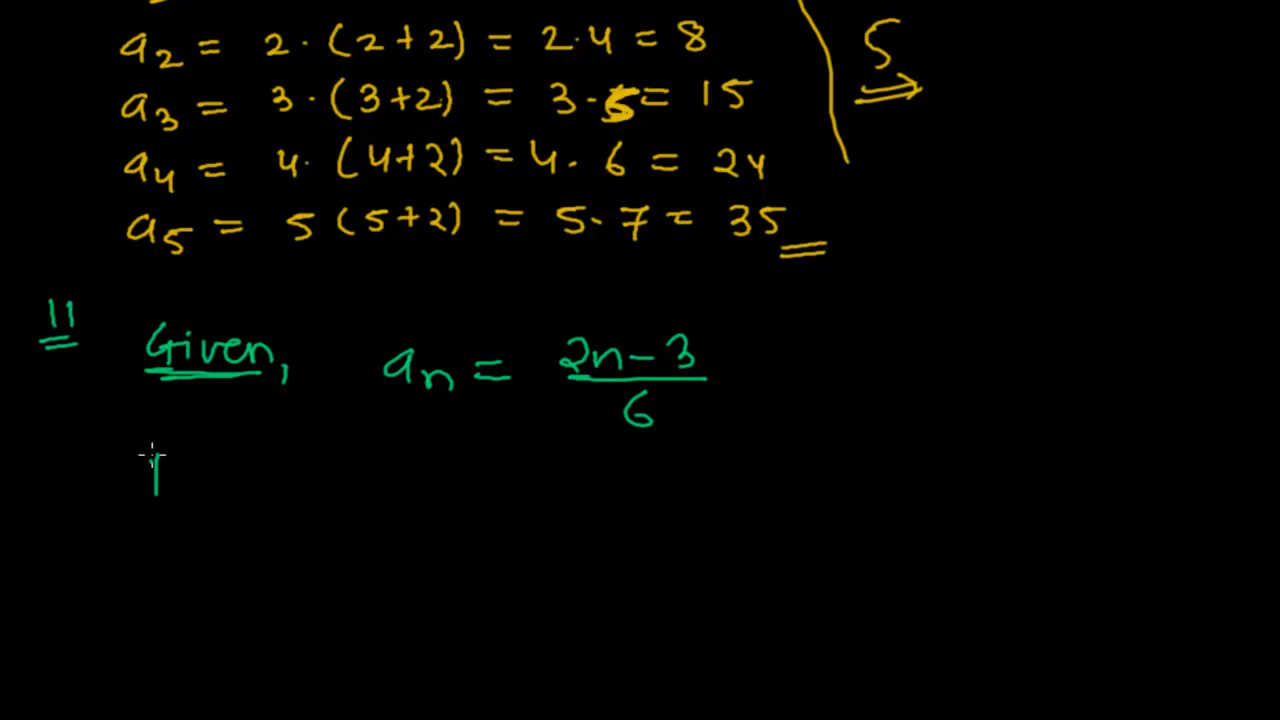 a2 = 2·(2+2) = 2·4 = 8
a3 = 3·(3+2) = 3·5 = 15
a4 = 4·(4+2) = 4·6 = 24
a5 = 5(5+2) = 5·7 = 35
5 ⇒
11 Given, an = 2n-3
6